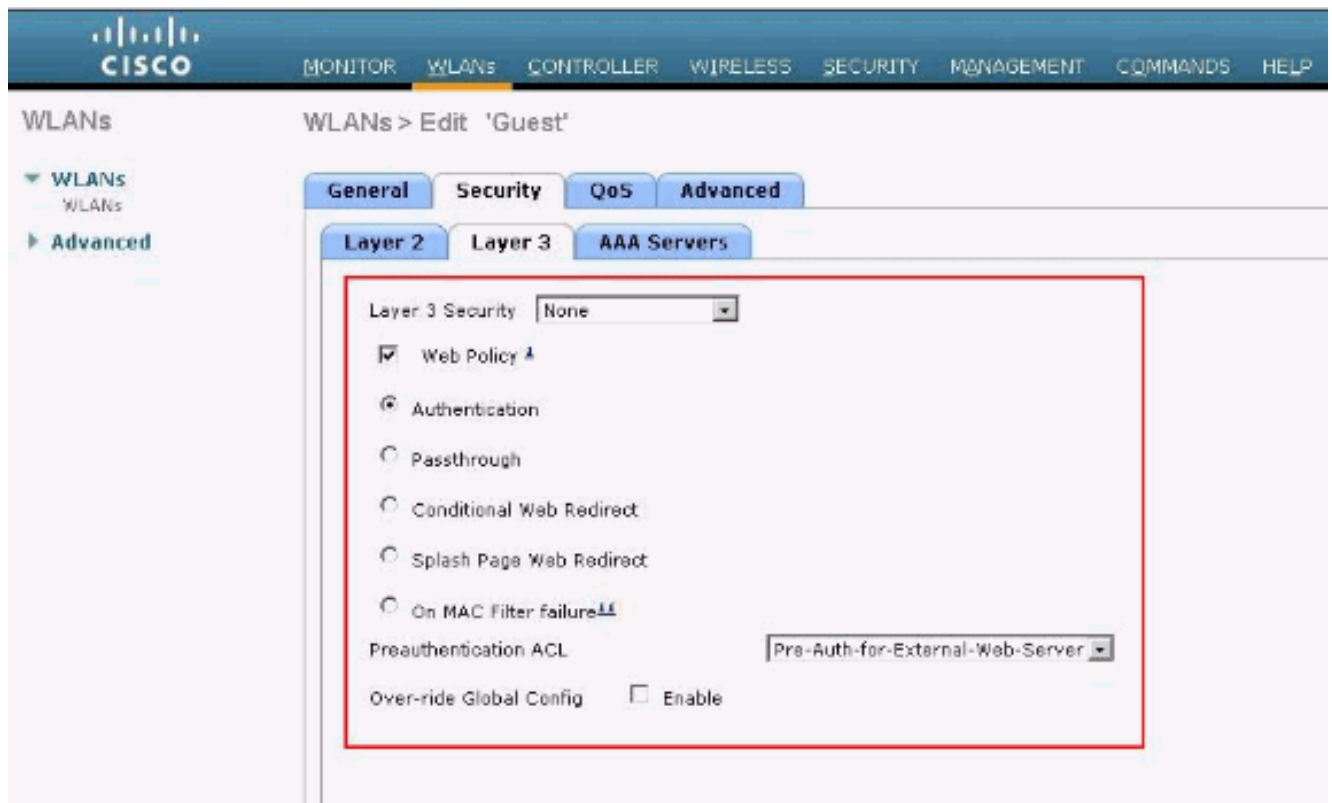 CISCO
MONITOR WLANs CONTROLLER WIRELESS SECURITY MANAGEMENT COMMANDS HELP
WLANs
WLANs > Edit 'Guest'
WLANs
WLANs
Advanced
General Security QoS Advanced
Layer 2 Layer 3 AAA Servers
Layer 3 Security None
Web Policy
Authentication
Passthrough
Conditional Web Redirect
Splash Page Web Redirect
On MAC Filter failure
Preauthentication ACL Pre-Auth-for-External-Web-Server
Over-ride Global Config Enable